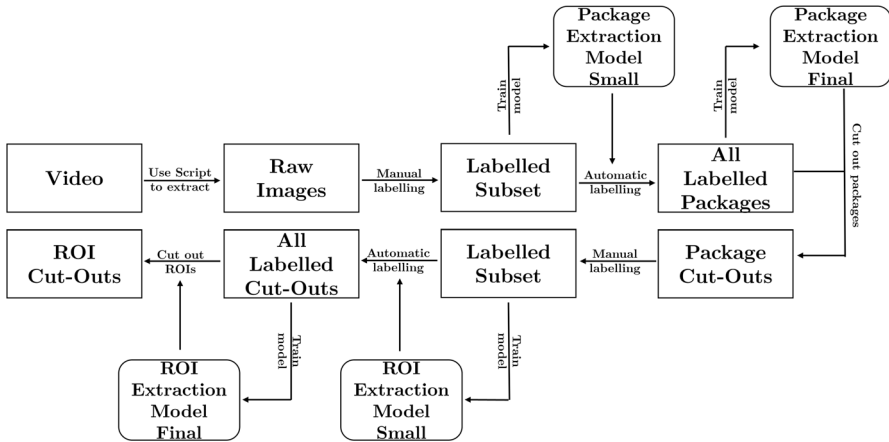 Package
Extraction
Model
Small
Package
Extraction
Model
Final
Train
model
Train
model
Cut out packages
Video
Use Script
to extract
Raw
Images
Manual
labelling
Labelled
Subset
Automatic
labelling
All
Labelled
Packages
ROI
Cut-Outs
Cut out
ROIs
All
Labelled
Cut-Outs
Automatic
labelling
Labelled
Subset
Manual
labelling
Package
Cut-Outs
Train
model
Train
model
ROI
Extraction
Model
Final
ROI
Extraction
Model
Small